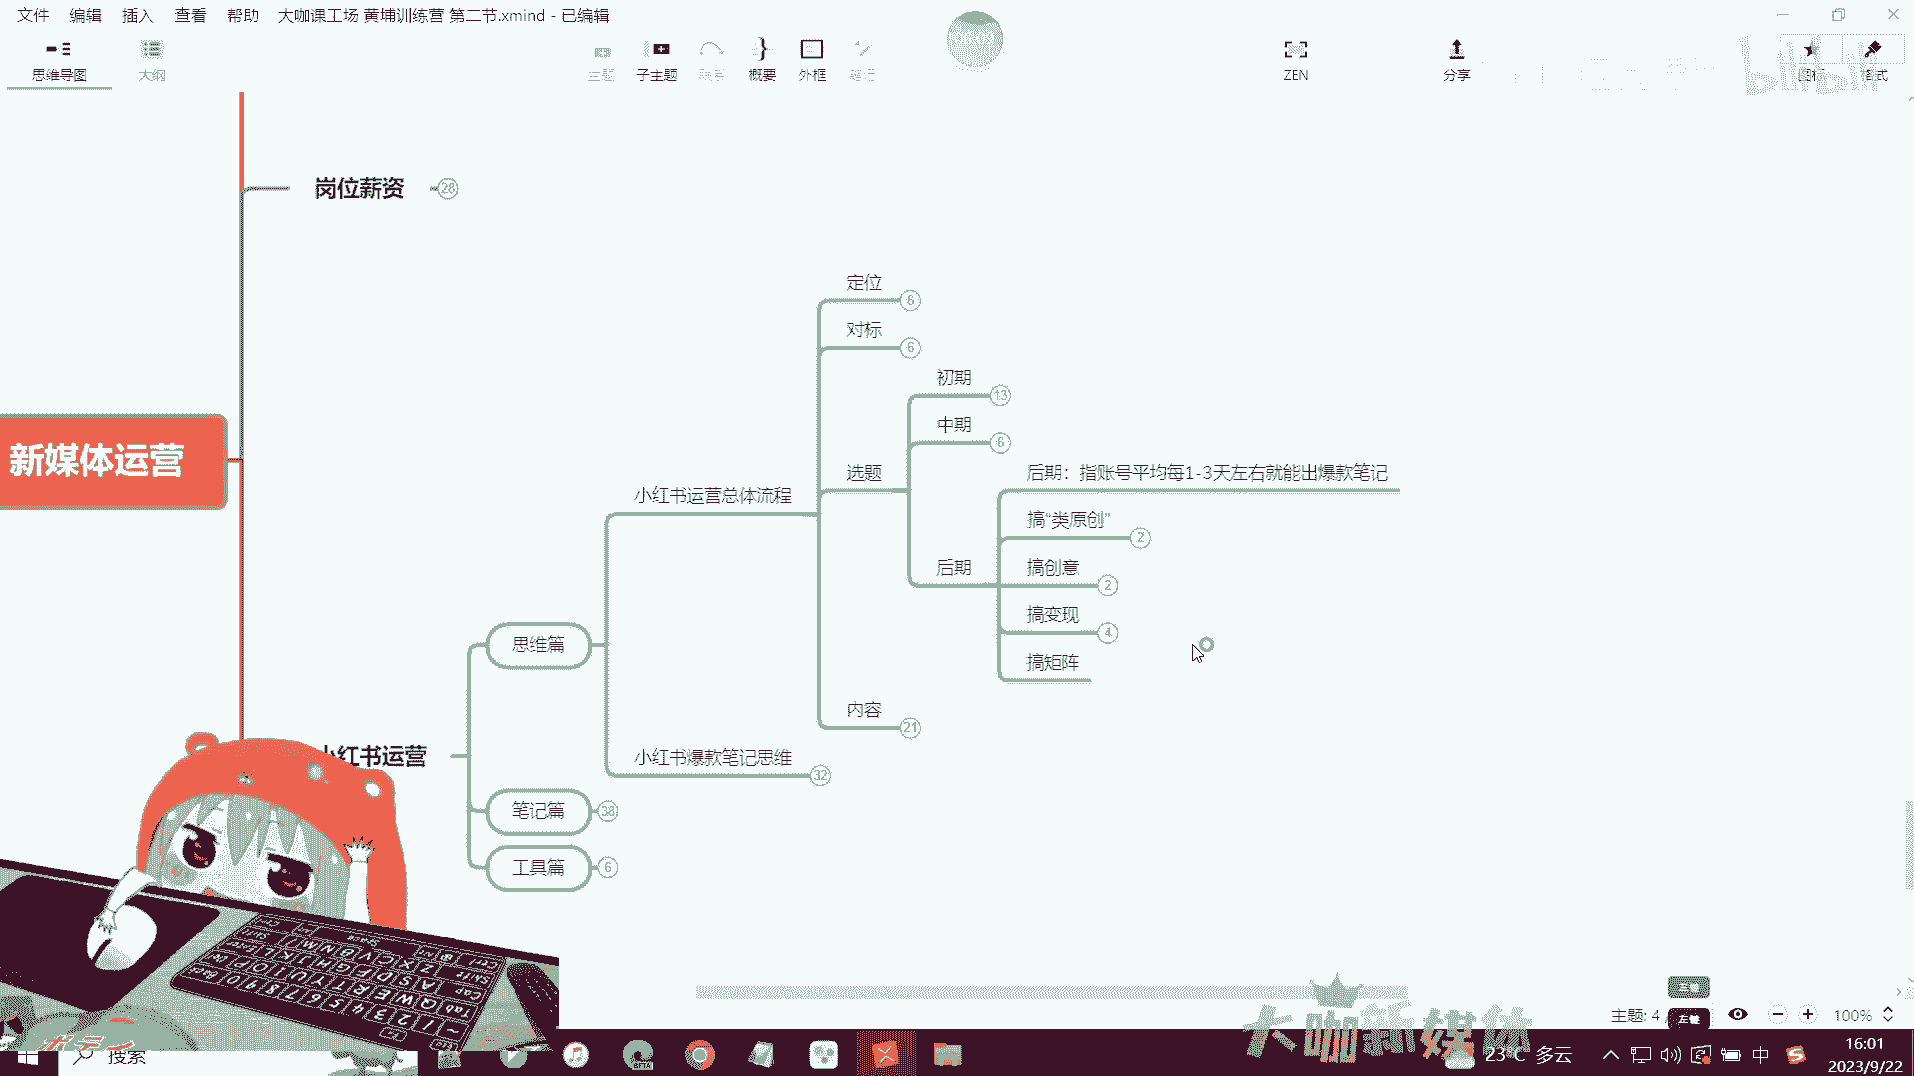 文件 编辑 插入 查看 帮助 大咖课工场 黄埔训练营 第二节.xmind - 已编辑
思维导图 大纲 主题 子主题 联系 概要 外框 笔记 ZEN 分享 图标 格式
bilibili
岗位薪资 28
定位 6
对标 6
初期 13
中期 6
选题
后期：指账号平均每1-3天左右就能出爆款笔记
新媒体运营
小红书运营总体流程
搞“类原创” 2
后期
搞创意 2
搞变现 4
思维篇
搞矩阵
内容 21
小红书运营
小红书爆款笔记思维 32
笔记篇 38
工具篇 6
主题: 4 /
左键
左键
100%
大咖新媒体
搜索
BETA
23°C 多云
中
16:01
2023/9/22